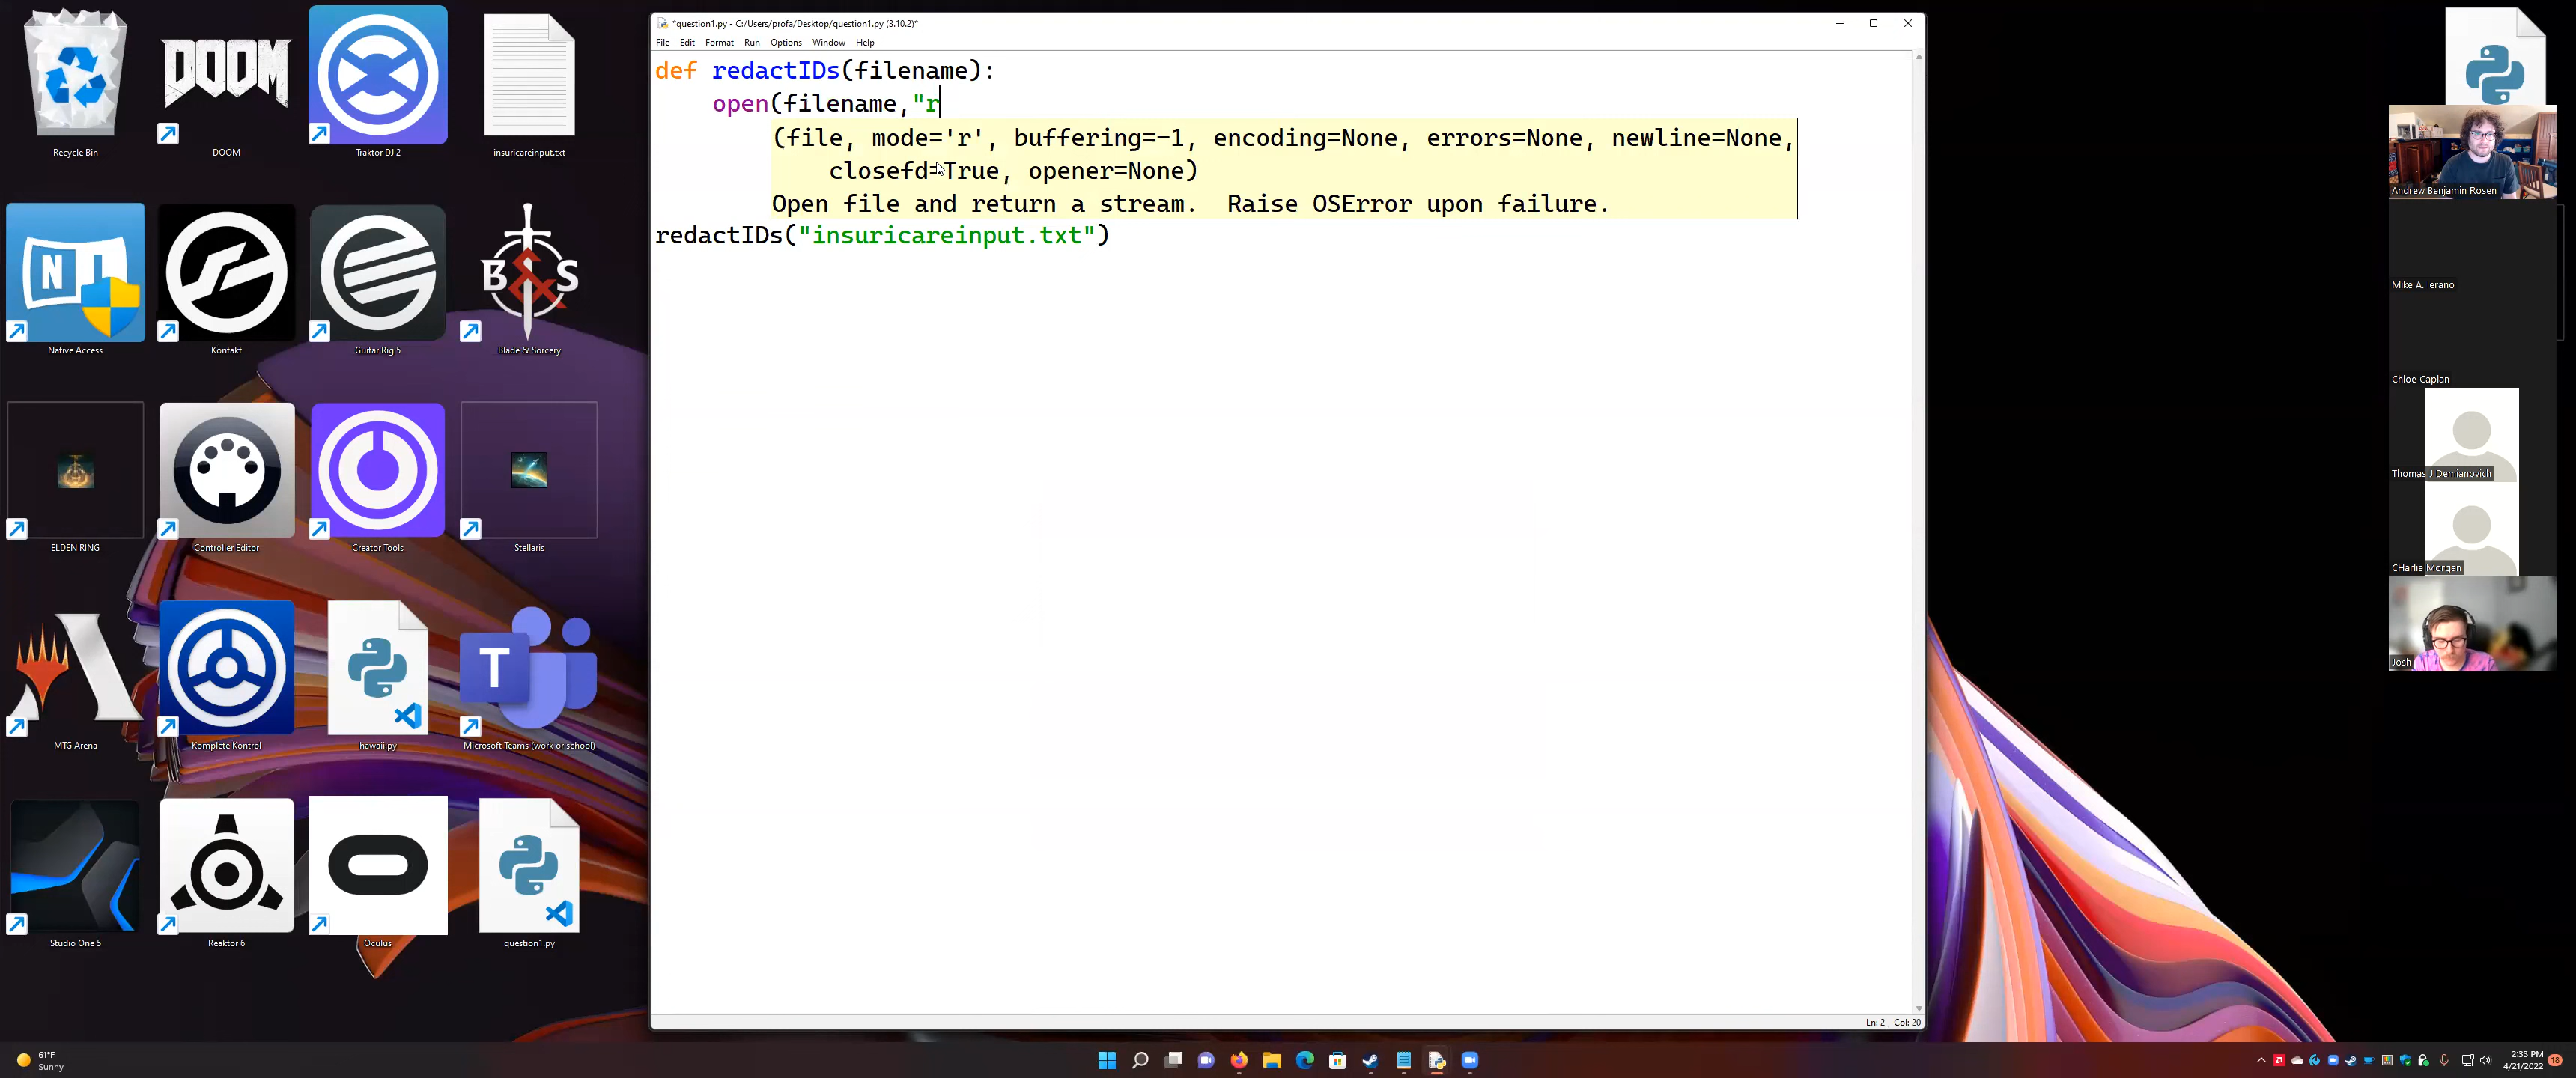 *question1.py - C:/Users/profa/Desktop/question1.py (3.10.2)*
File Edit Format Run Options Window Help
def redactIDs(filename):
open(filename,"r
(file, mode='r', buffering=-1, encoding=None, errors=None, newline=None,
closefd=True, opener=None)
Open file and return a stream.  Raise OSError upon failure.
redactIDs("insuricareinput.txt")
Ln: 2 Col: 20
DOOM
Recycle Bin
DOOM
Traktor DJ 2
insuricareinput.txt
N
B&S
Native Access
Kontakt
Guitar Rig 5
Blade & Sorcery
ELDEN RING
Controller Editor
Creator Tools
Stellaris
T
MTG Arena
Komplete Kontrol
hawaii.py
Microsoft Teams (work or school)
Studio One 5
Reaktor 6
Oculus
question1.py
Andrew Benjamin Rosen
Mike A. Ierano
Chloe Caplan
Thomas J Demianovich
CHarlie Morgan
Josh
61°F
Sunny
2:33 PM
4/21/2022
18